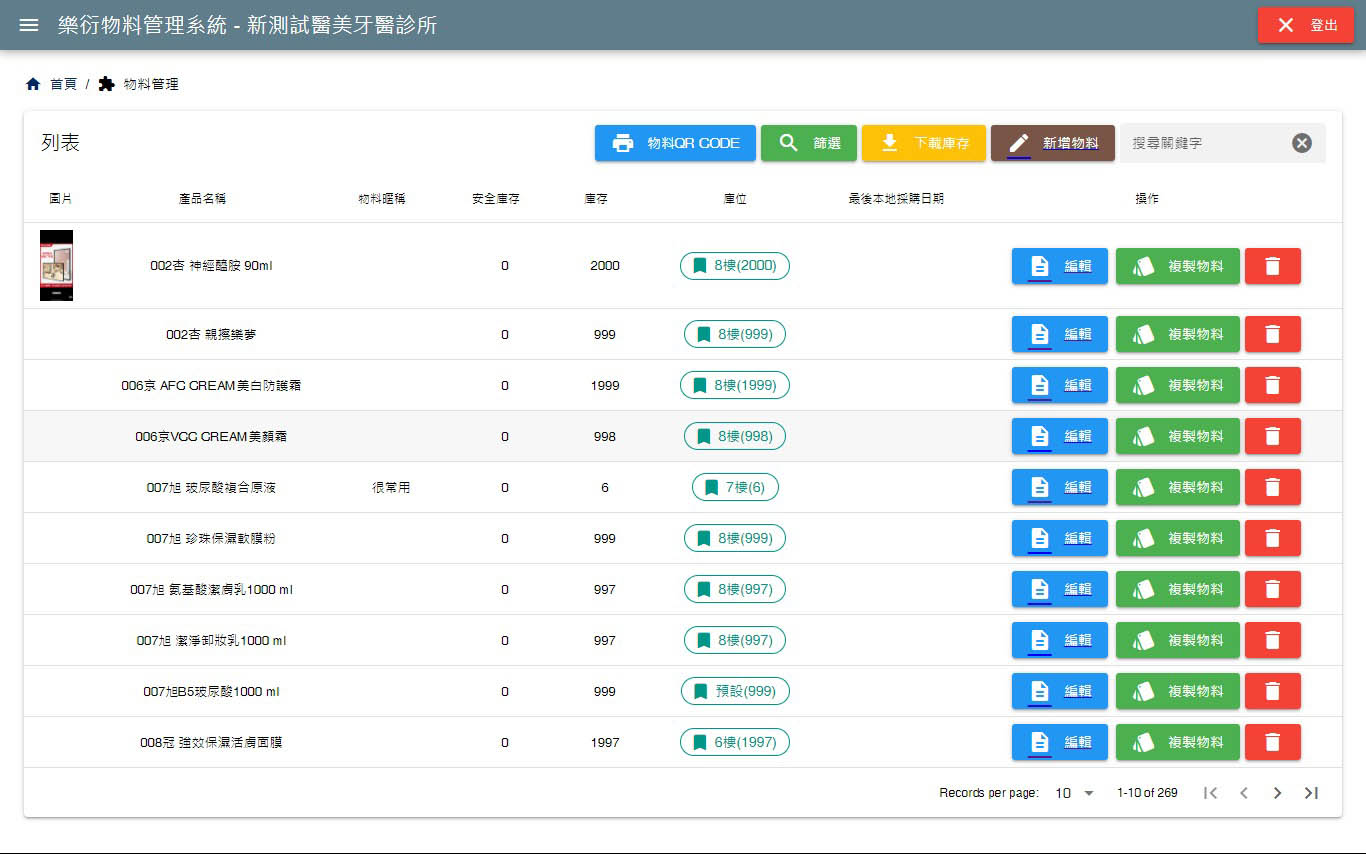 樂衍物料管理系統 - 新測試醫美牙醫診所 登出
首頁 / 物料管理
列表 物料QR CODE 篩選 下載庫存 新增物料 搜尋關鍵字
圖片 產品名稱 物料暱稱 安全庫存 庫存 庫位 最後本地採購日期 操作
002杏 神經醯胺 90ml 0 2000 8樓(2000) 編輯 複製物料
002杏 親擦樂夢 0 999 8樓(999) 編輯 複製物料
006京 AFC CREAM美白防護霜 0 1999 8樓(1999) 編輯 複製物料
006京VCC CREAM美顏霜 0 998 8樓(998) 編輯 複製物料
007旭 玻尿酸複合原液 很常用 0 6 7樓(6) 編輯 複製物料
007旭 珍珠保濕軟膜粉 0 999 8樓(999) 編輯 複製物料
007旭 氨基酸潔膚乳1000 ml 0 997 8樓(997) 編輯 複製物料
007旭 潔淨卸妝乳1000 ml 0 997 8樓(997) 編輯 複製物料
007旭B5玻尿酸1000 ml 0 999 預設(999) 編輯 複製物料
008冠 強效保濕活膚面膜 0 1997 6樓(1997) 編輯 複製物料
Records per page: 10 1-10 of 269